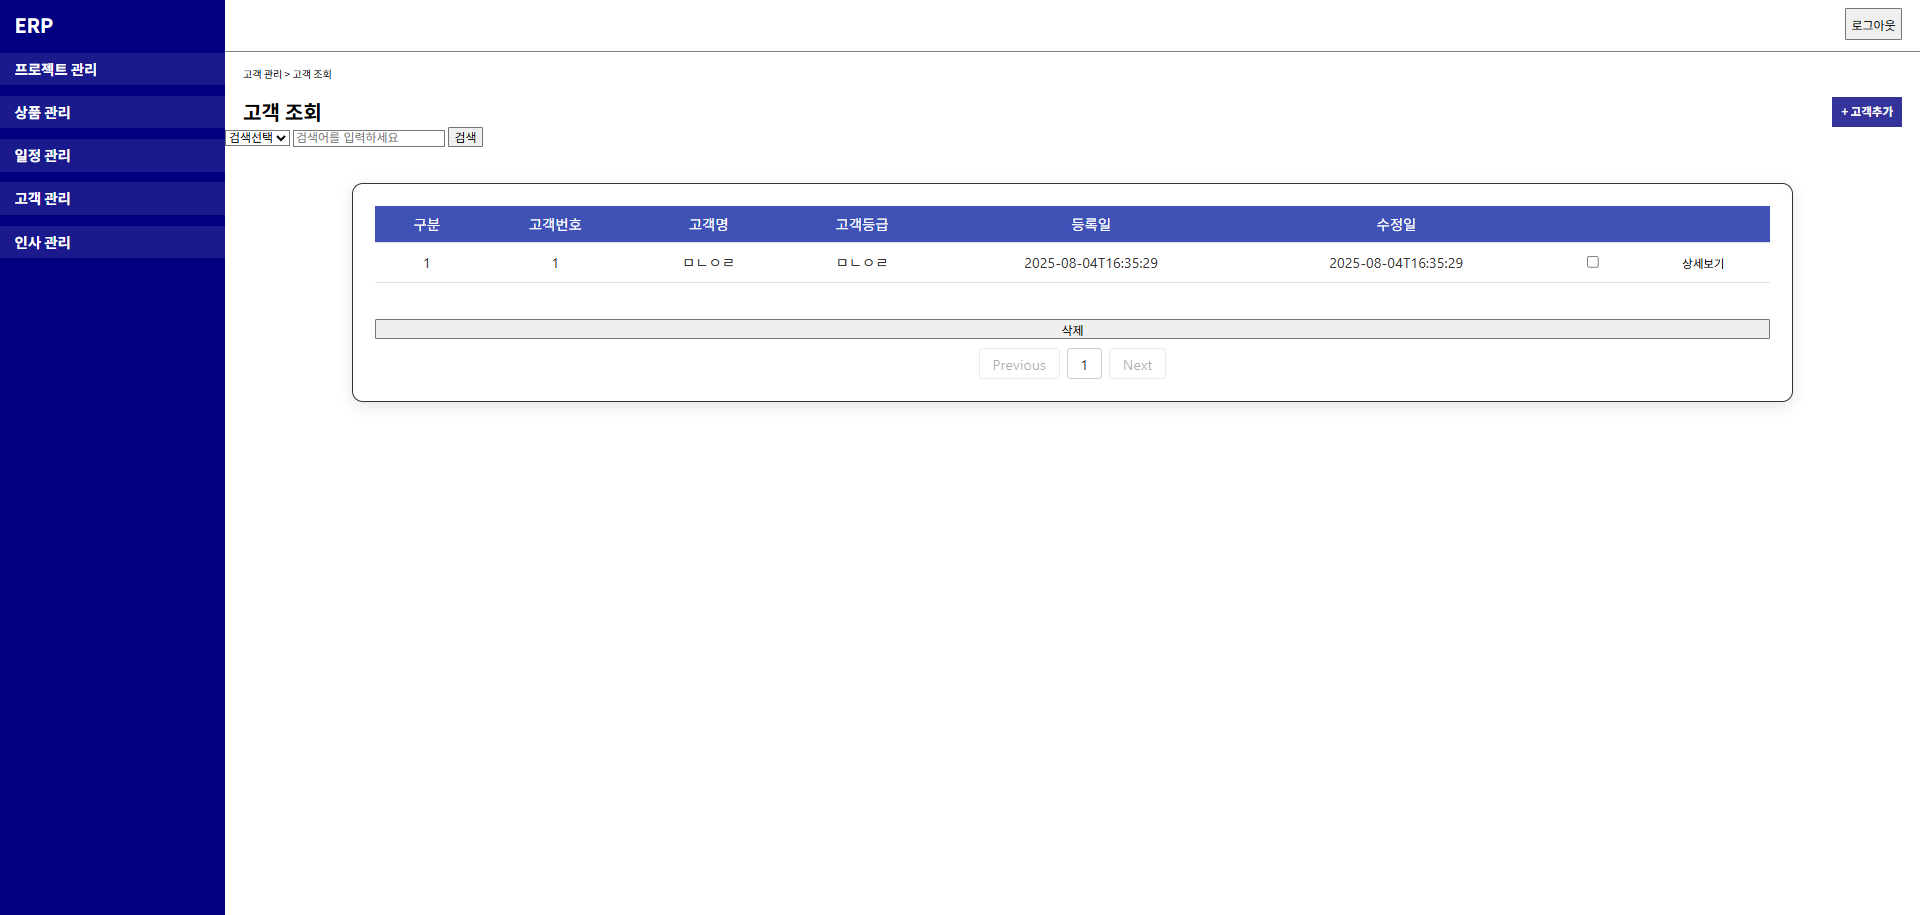 ERP
로그아웃
프로젝트 관리
상품 관리
일정 관리
고객 관리
인사 관리
고객 관리 > 고객 조회
고객 조회
+ 고객추가
검색선택 검색어를 입력하세요 검색
구분 고객번호 고객명 고객등급 등록일 수정일
1 1 ㅁㄴㅇㄹ ㅁㄴㅇㄹ 2025-08-04T16:35:29 2025-08-04T16:35:29 상세보기
삭제
Previous 1 Next